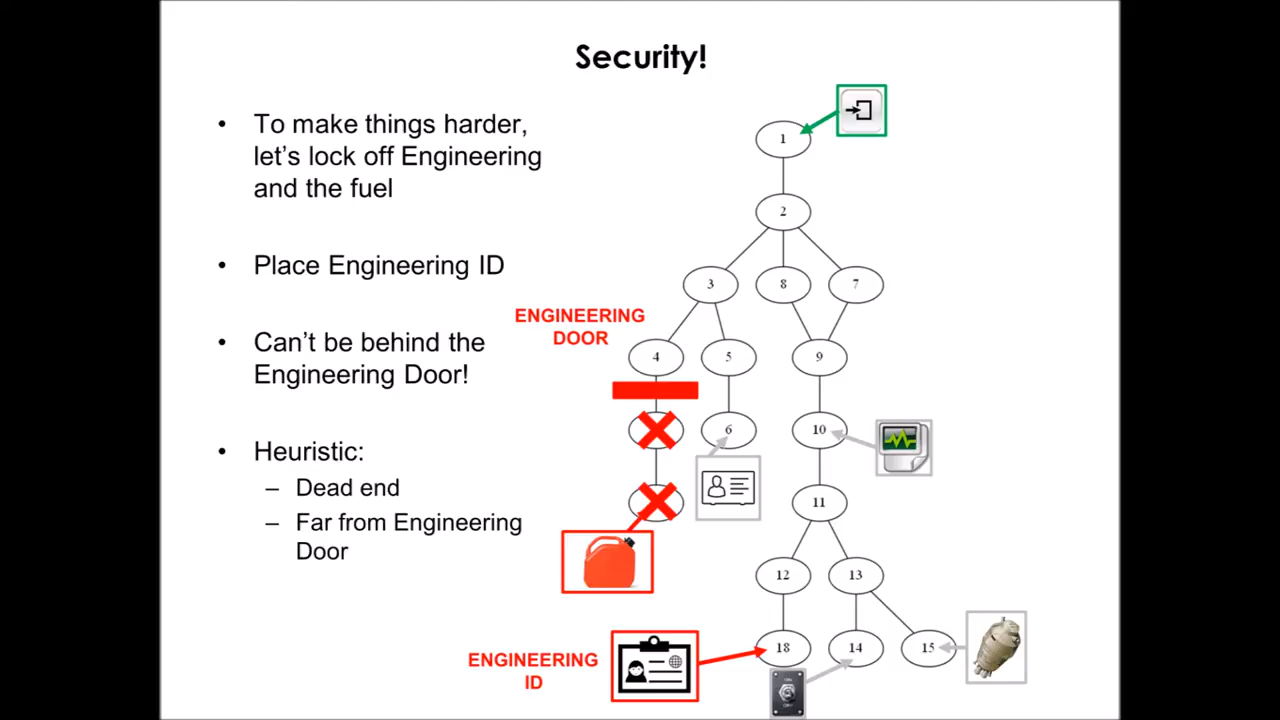 Security!
• To make things harder,
let's lock off Engineering
and the fuel
• Place Engineering ID
• Can't be behind the
Engineering Door!
• Heuristic:
– Dead end
– Far from Engineering
Door
1
2
3
8
7
ENGINEERING
DOOR
4
5
9
6
10
11
12
13
18
14
15
ENGINEERING
ID